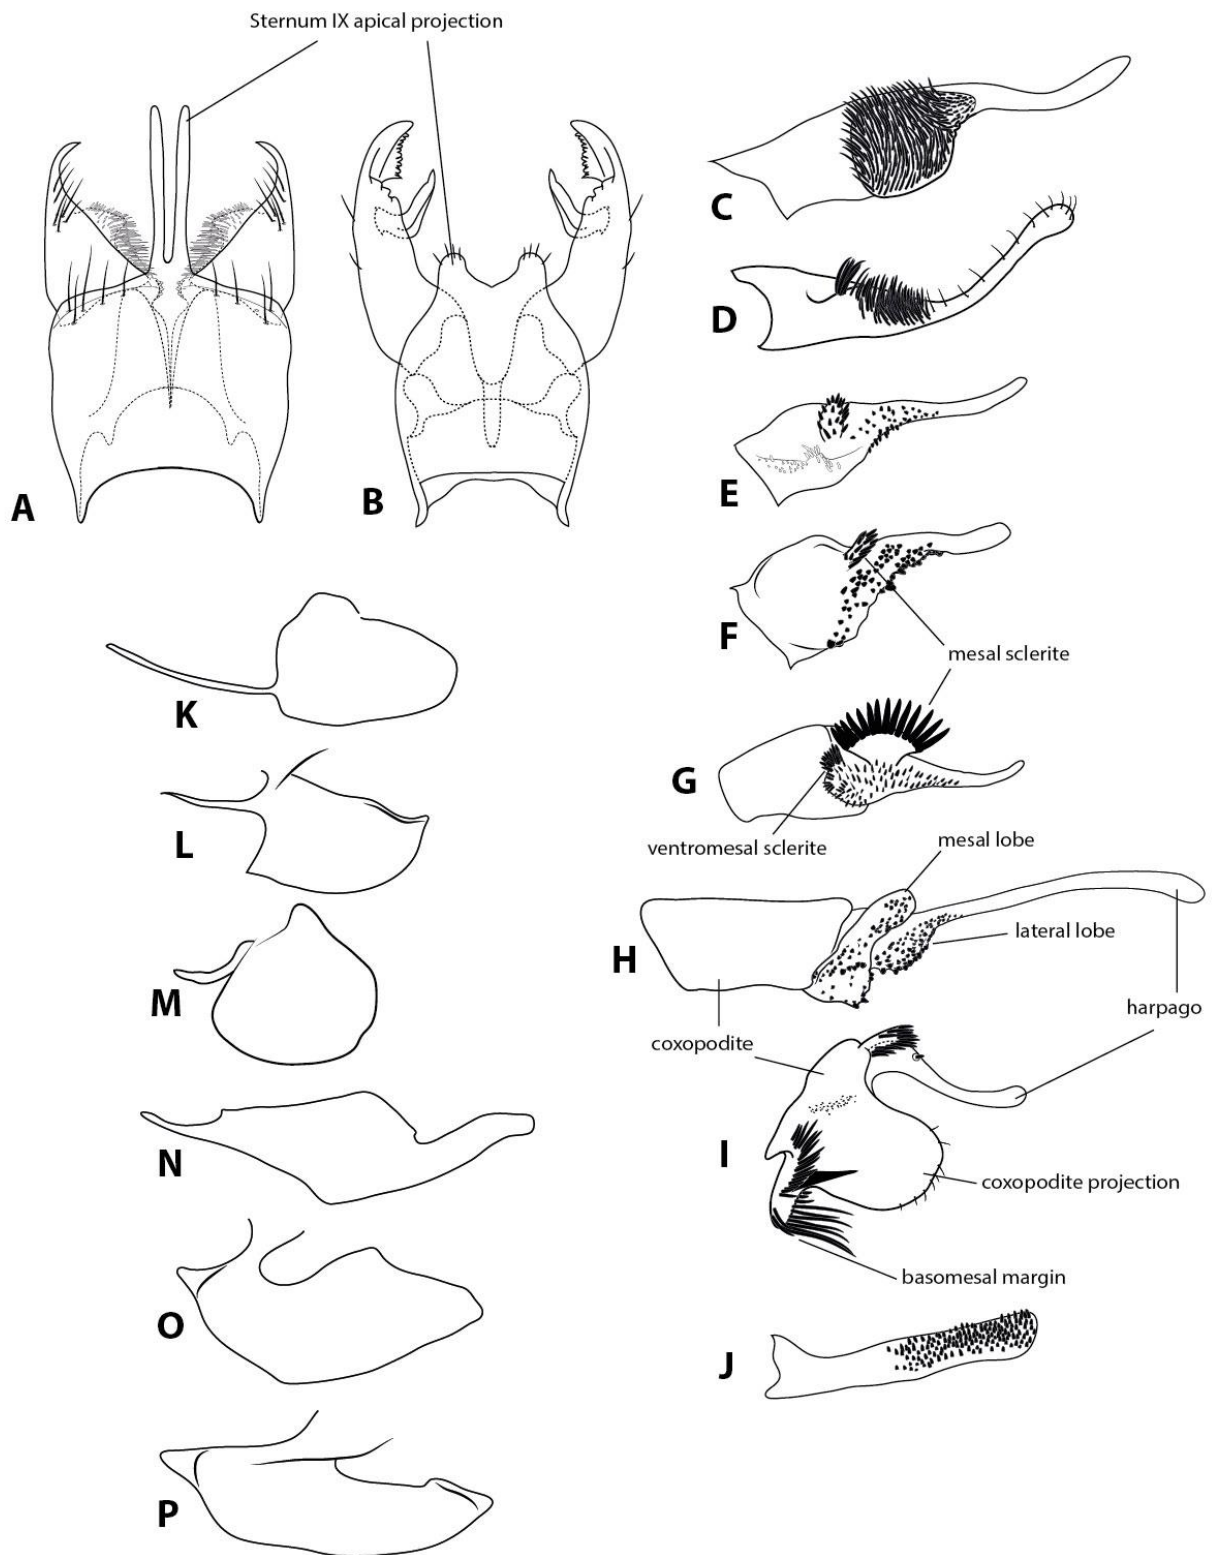 Sternum IX apical projection
A
B
C
D
E
F
mesal sclerite
G
ventromesal sclerite
mesal lobe
H
lateral lobe
coxopodite
harpago
I
coxopodite projection
basomesal margin
J
K
L
M
N
O
P